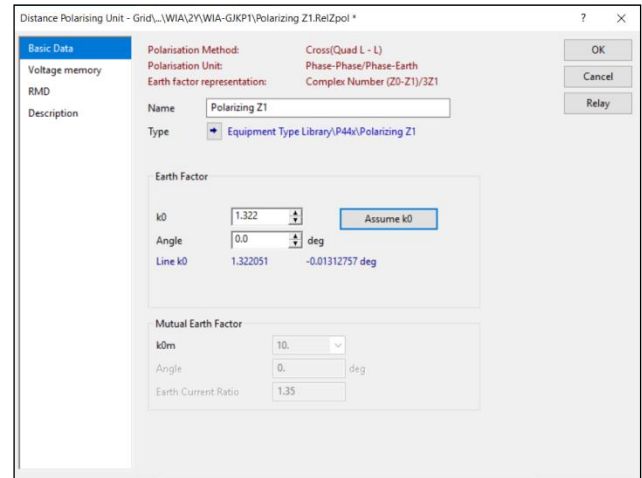 Distance Polarising Unit - Grid\...\WIA\2Y\WIA-GJKP1\Polarizing Z1.RelZpol * ? ×
Basic Data
Voltage memory
RMD
Description
Polarisation Method: Cross(Quad L - L)
Polarisation Unit: Phase-Phase/Phase-Earth
Earth factor representation: Complex Number (Z0-Z1)/3Z1
Name Polarizing Z1
Type Equipment Type Library\P44x\Polarizing Z1
OK
Cancel
Relay
Earth Factor
k0 1.322 Assume k0
Angle 0.0 deg
Line k0 1.322051 -0.01312757 deg
Mutual Earth Factor
k0m 10.
Angle 0. deg
Earth Current Ratio 1.35